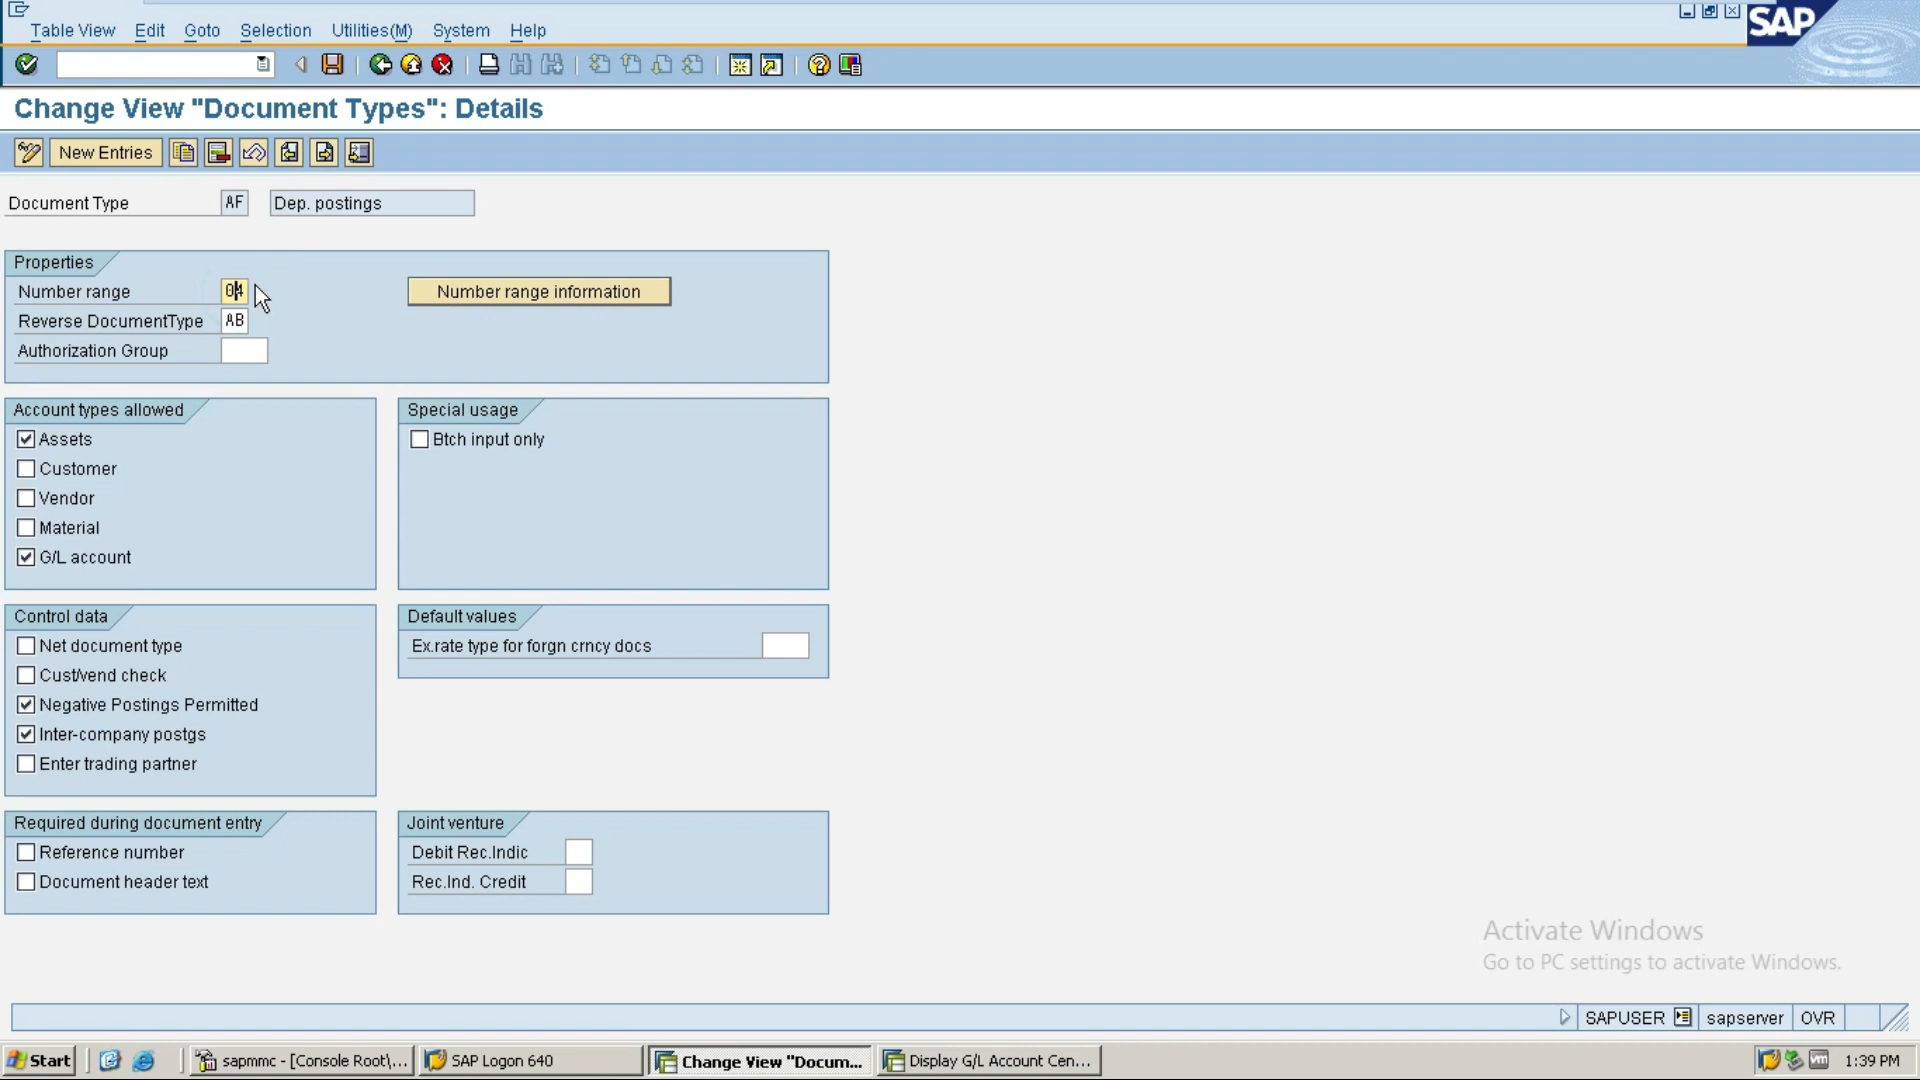 Table View Edit Goto Selection Utilities(M) System Help
SAP
Change View "Document Types": Details
New Entries
Document Type AF Dep. postings
Properties
Number range 04 Number range information
Reverse DocumentType AB
Authorization Group
Account types allowed Special usage
Assets Btch input only
Customer
Vendor
Material
G/L account
Control data Default values
Net document type Ex.rate type for forgn crncy docs
Cust/vend check
Negative Postings Permitted
Inter-company postgs
Enter trading partner
Required during document entry Joint venture
Reference number Debit Rec.Indic
Document header text Rec.Ind. Credit
Activate Windows
Go to PC settings to activate Windows.
SAPUSER sapserver OVR
Start sapmmc - [Console Root\... SAP Logon 640 Change View "Docum... Display G/L Account Cen... vm 1:39 PM